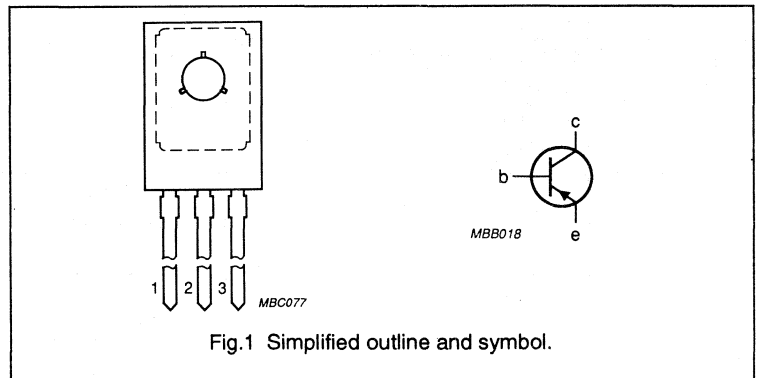 c
b
MBB018
e
1 2 3
MBC077
Fig.1 Simplified outline and symbol.